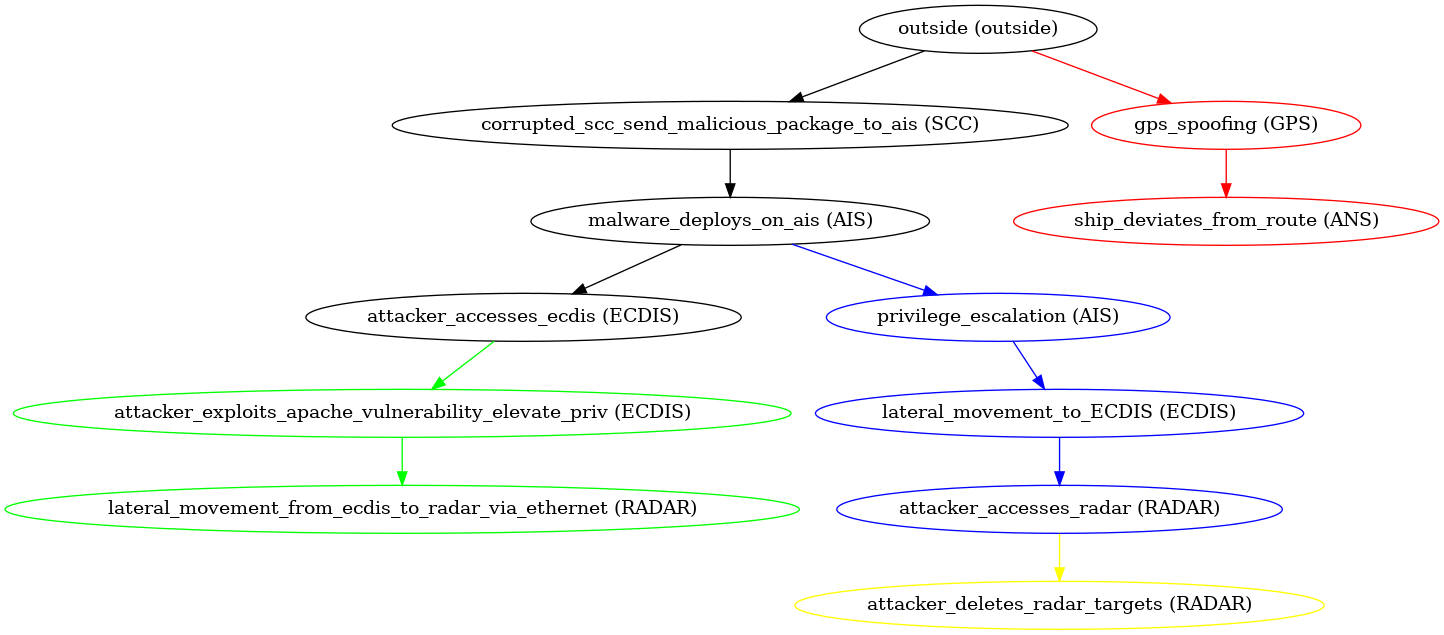 outside (outside)
corrupted_scc_send_malicious_package_to_ais (SCC)
gps_spoofing (GPS)
malware_deploys_on_ais (AIS)
ship_deviates_from_route (ANS)
attacker_accesses_ecdis (ECDIS)
privilege_escalation (AIS)
attacker_exploits_apache_vulnerability_elevate_priv (ECDIS)
lateral_movement_to_ECDIS (ECDIS)
lateral_movement_from_ecdis_to_radar_via_ethernet (RADAR)
attacker_accesses_radar (RADAR)
attacker_deletes_radar_targets (RADAR)